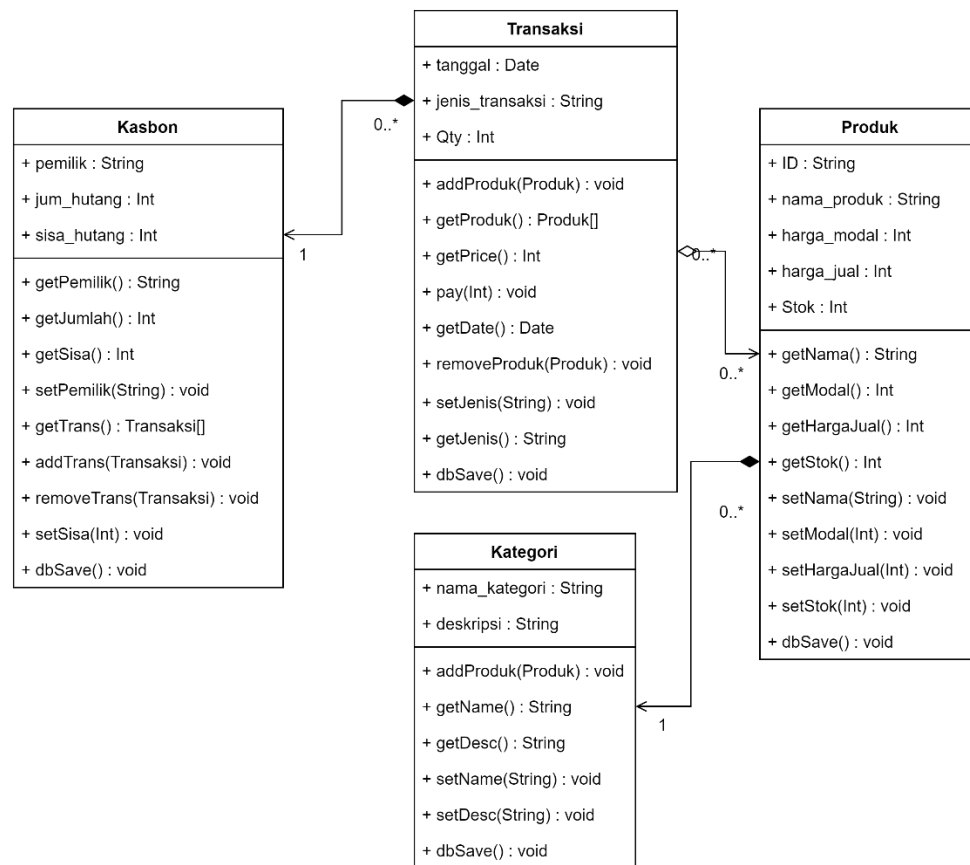 Transaksi
+ tanggal : Date
+ jenis_transaksi : String
+ Qty : Int
+ addProduk(Produk) : void
+ getProduk() : Produk[]
+ getPrice() : Int
+ pay(Int) : void
+ getDate() : Date
+ removeProduk(Produk) : void
+ setJenis(String) : void
+ getJenis() : String
+ dbSave() : void
0..*
1
Kasbon
+ pemilik : String
+ jum_hutang : Int
+ sisa_hutang : Int
+ getPemilik() : String
+ getJumlah() : Int
+ getSisa() : Int
+ setPemilik(String) : void
+ getTrans() : Transaksi[]
+ addTrans(Transaksi) : void
+ removeTrans(Transaksi) : void
+ setSisa(Int) : void
+ dbSave() : void
0..*
0..*
Produk
+ ID : String
+ nama_produk : String
+ harga_modal : Int
+ harga_jual : Int
+ Stok : Int
+ getNama() : String
+ getModal() : Int
+ getHargaJual() : Int
+ getStok() : Int
+ setNama(String) : void
+ setModal(Int) : void
+ setHargaJual(Int) : void
+ setStok(Int) : void
+ dbSave() : void
0..*
1
Kategori
+ nama_kategori : String
+ deskripsi : String
+ addProduk(Produk) : void
+ getName() : String
+ getDesc() : String
+ setName(String) : void
+ setDesc(String) : void
+ dbSave() : void